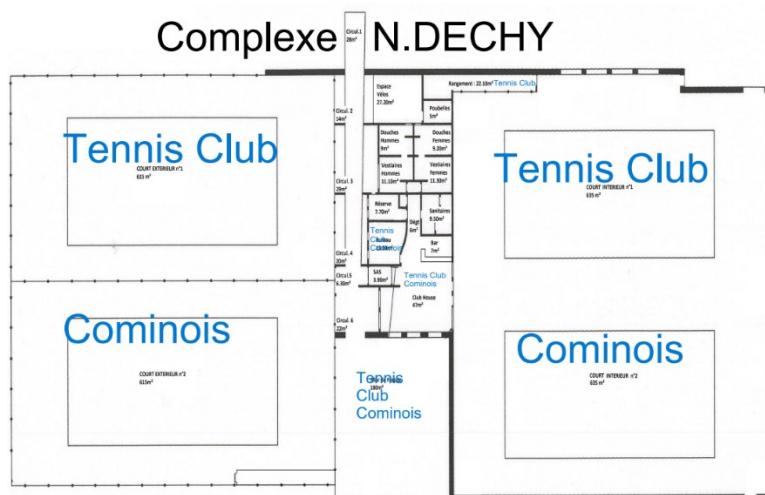 Complexe N.DECHY
Circul.1
28m²
Espace
Vélos
27.20m²
Rangement : 22.10m² Tennis Club
Poubelles
5m²
Circul. 2
14m²
Douches
Hommes
9m²
Douches
Femmes
9.20m²
Tennis Club
COURT EXTERIEUR n°1
615 m²
Tennis Club
COURT INTERIEUR n°1
635 m²
Vestiaires
Hommes
11.10m²
Vestiaires
Femmes
11.30m²
Circul. 3
29m²
Réserve
7.70m²
Dégt
6m²
Sanitaires
9.50m²
Tennis
Club
Cominois
Bar
7m²
Circul. 4
20m²
Circul.5
6.30m²
SAS
3.90m²
Tennis Club
Cominois
Club House
47m²
Circul. 6
22m²
Cominois
COURT EXTERIEUR n°2
615m²
Cominois
COURT INTERIEUR n°2
635 m²
Tennis
180m²
Club
Cominois